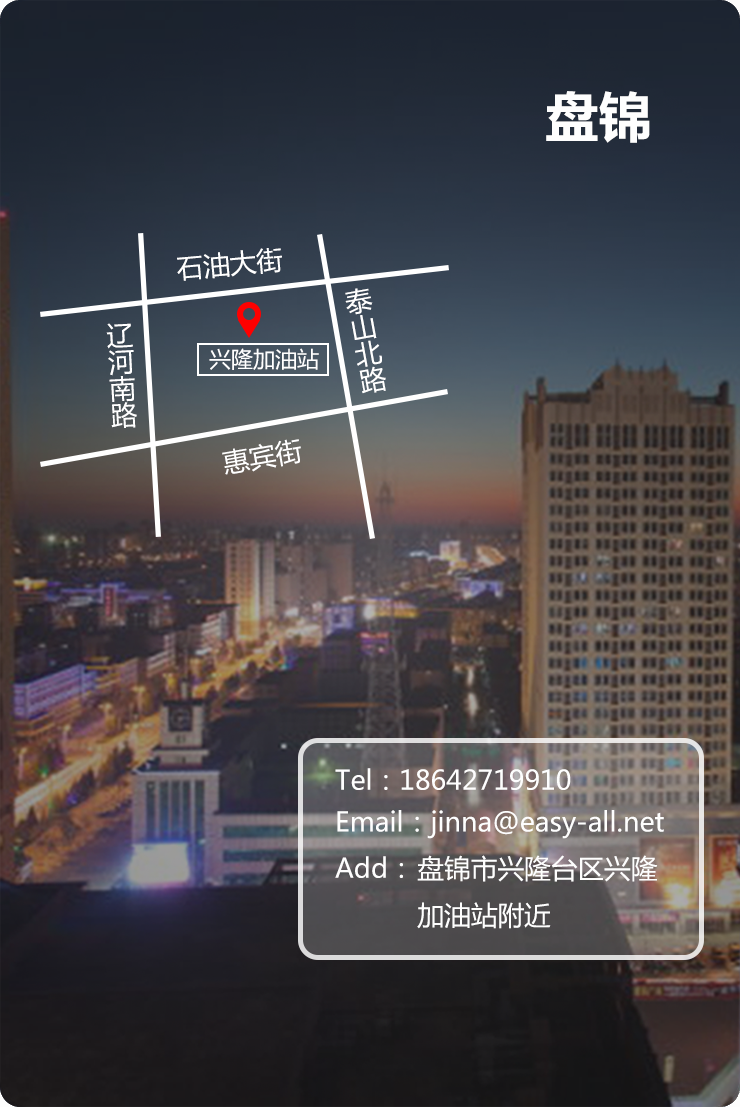 盘锦
石油大街
泰山北路
辽河南路
兴隆加油站
惠宾街
Tel：18642719910
Email：jinna@easy-all.net
Add：盘锦市兴隆台区兴隆
加油站附近